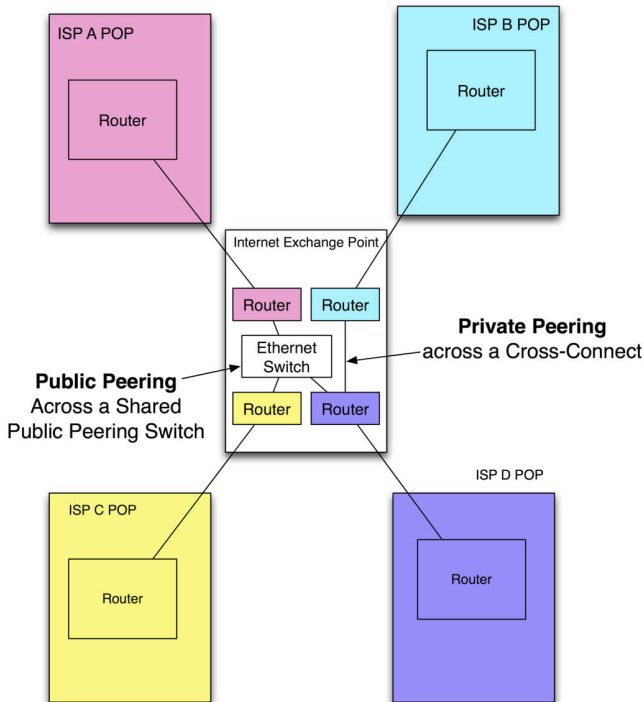 ISP A POP
Router
ISP B POP
Router
Internet Exchange Point
Router
Router
Ethernet
Switch
Private Peering
across a Cross-Connect
Public Peering
Across a Shared
Public Peering Switch
Router
Router
ISP C POP
Router
ISP D POP
Router